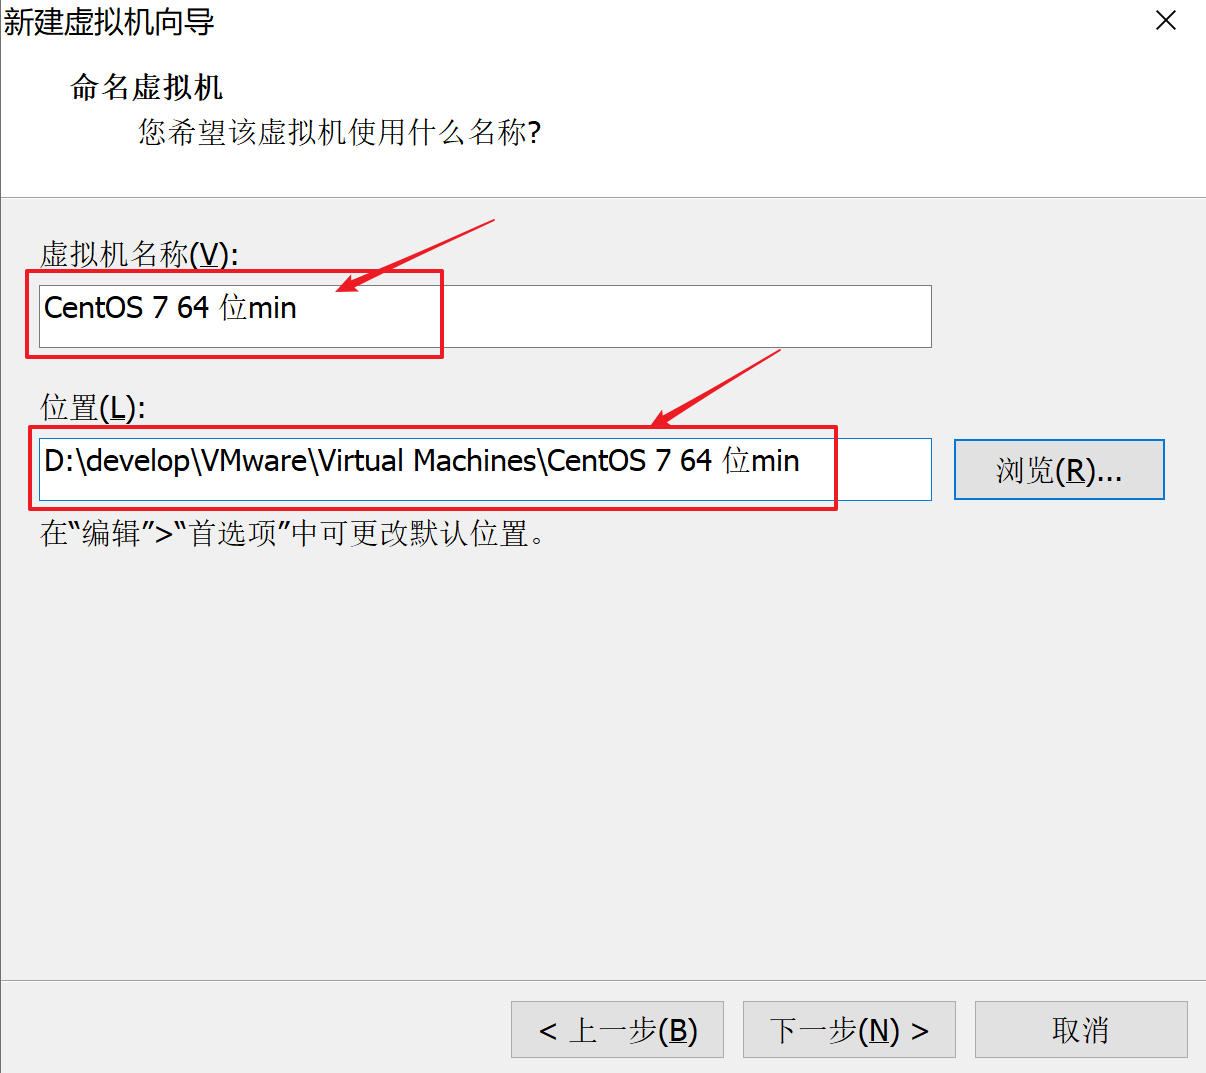 新建虚拟机向导
命名虚拟机
您希望该虚拟机使用什么名称?
虚拟机名称(V):
CentOS 7 64 位min
位置(L):
D:\develop\VMware\Virtual Machines\CentOS 7 64 位min
浏览(R)...
在“编辑”>“首选项”中可更改默认位置。
< 上一步(B)
下一步(N) >
取消